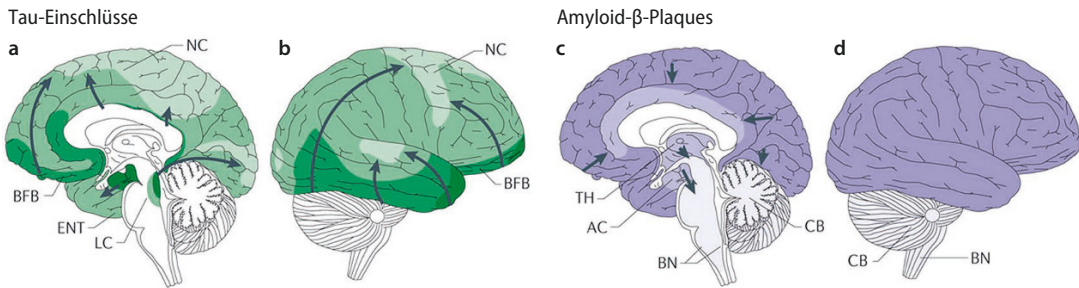 Tau-Einschlüsse
Amyloid-β-Plaques
a
NC
b
NC
c
d
BFB
ENT
LC
BFB
TH
AC
BN
CB
CB
BN